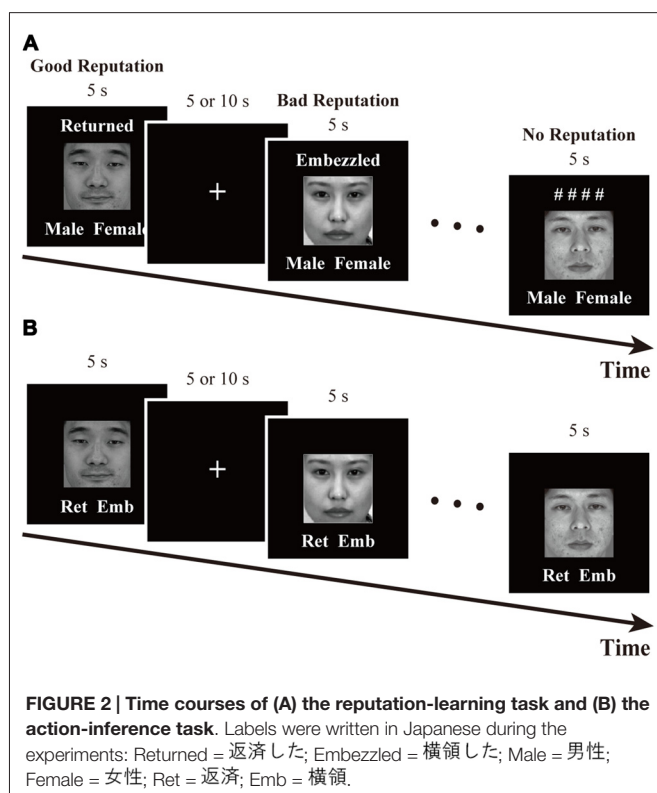 A
Good Reputation
5 s
5 or 10 s
Bad Reputation
5 s
No Reputation
5 s
Returned
Male Female
+
Embezzled
Male Female
• • •
# # # #
Male Female
Time
B
5 s
5 or 10 s
5 s
5 s
Ret Emb
+
Ret Emb
• • •
Ret Emb
Time
FIGURE 2 | Time courses of (A) the reputation-learning task and (B) the
action-inference task. Labels were written in Japanese during the
experiments: Returned = 返済した; Embezzled = 横領した; Male = 男性;
Female = 女性; Ret = 返済; Emb = 横領.